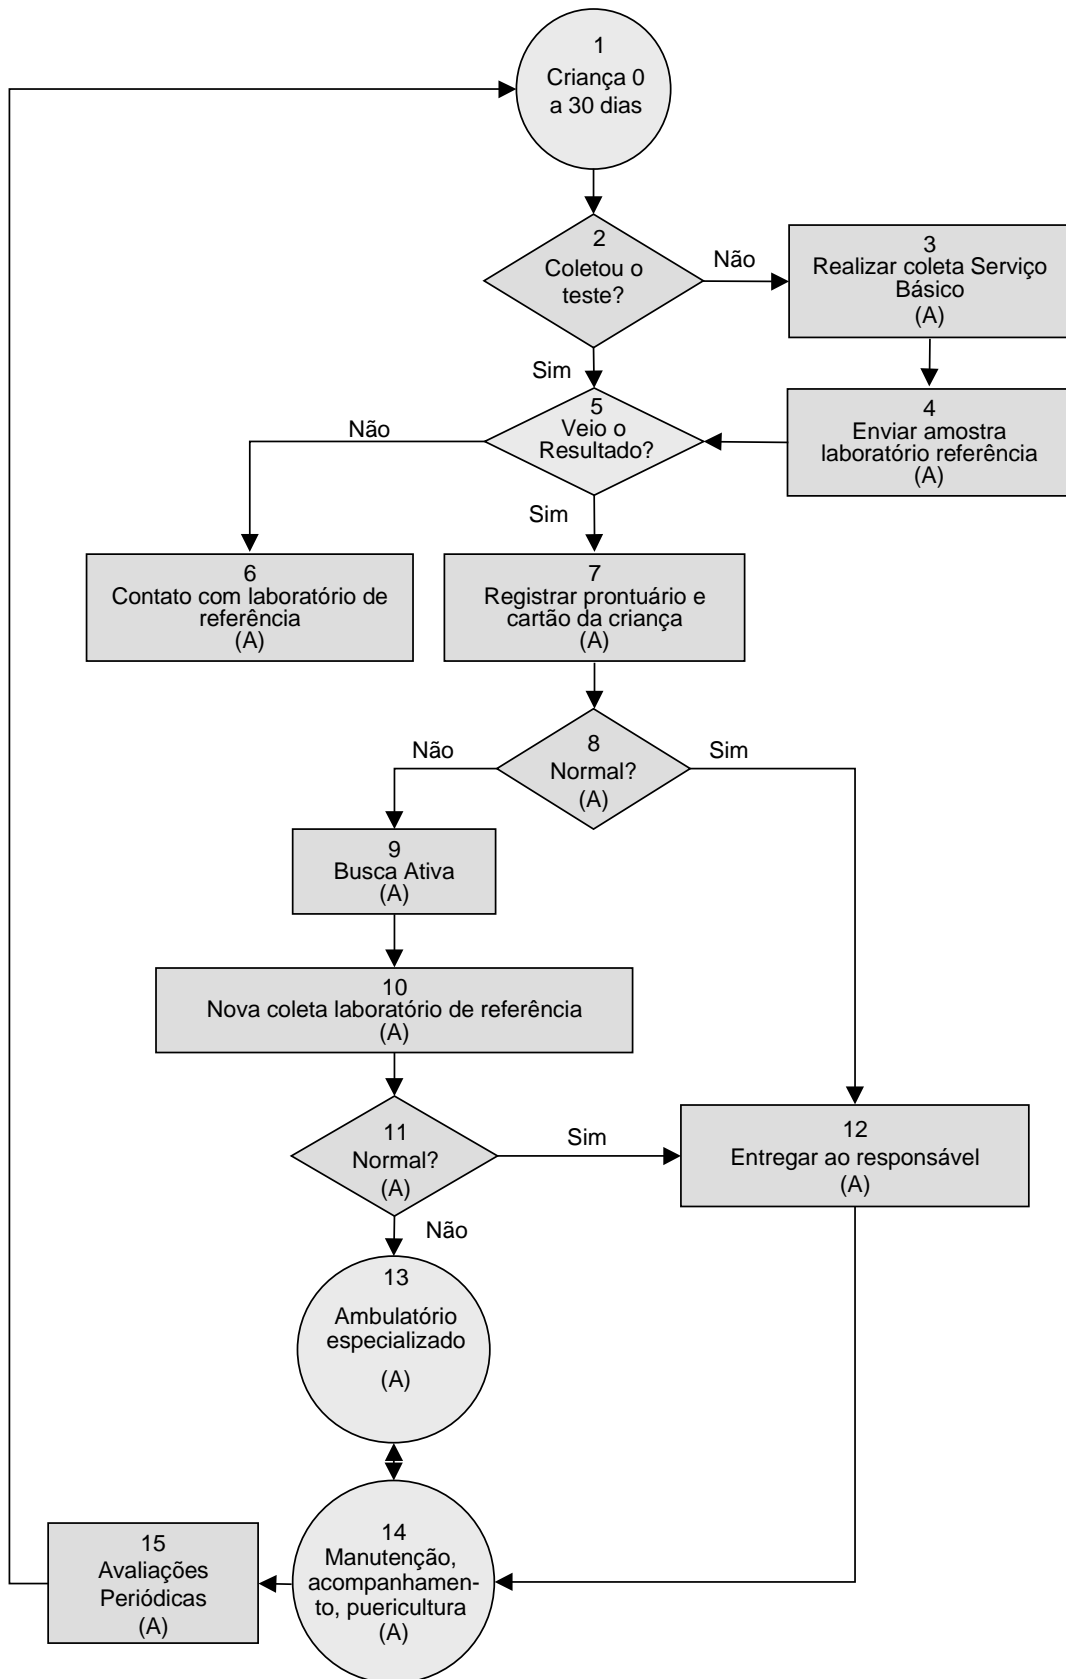 1
Criança 0
a 30 dias
2
Coletou o
teste?
Não
3
Realizar coleta Serviço
Básico
(A)
Sim
4
Enviar amostra
laboratório referência
(A)
5
Veio o
Resultado?
Não
Sim
6
Contato com laboratório de
referência
(A)
7
Registrar prontuário e
cartão da criança
(A)
8
Normal?
(A)
Não
Sim
9
Busca Ativa
(A)
10
Nova coleta laboratório de referência
(A)
11
Normal?
(A)
Sim
12
Entregar ao responsável
(A)
Não
13
Ambulatório
especializado
(A)
14
Manutenção,
acompanhamen-
to, puericultura
(A)
15
Avaliações
Periódicas
(A)